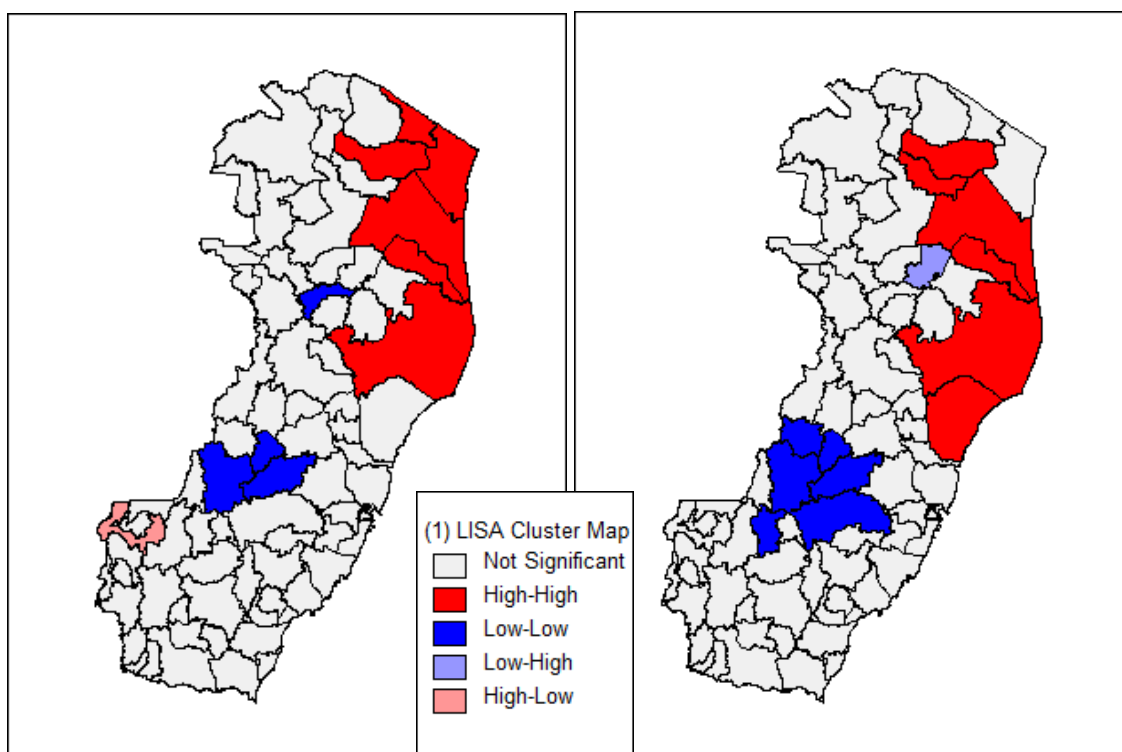 (1) LISA Cluster Map
Not Significant
High-High
Low-Low
Low-High
High-Low